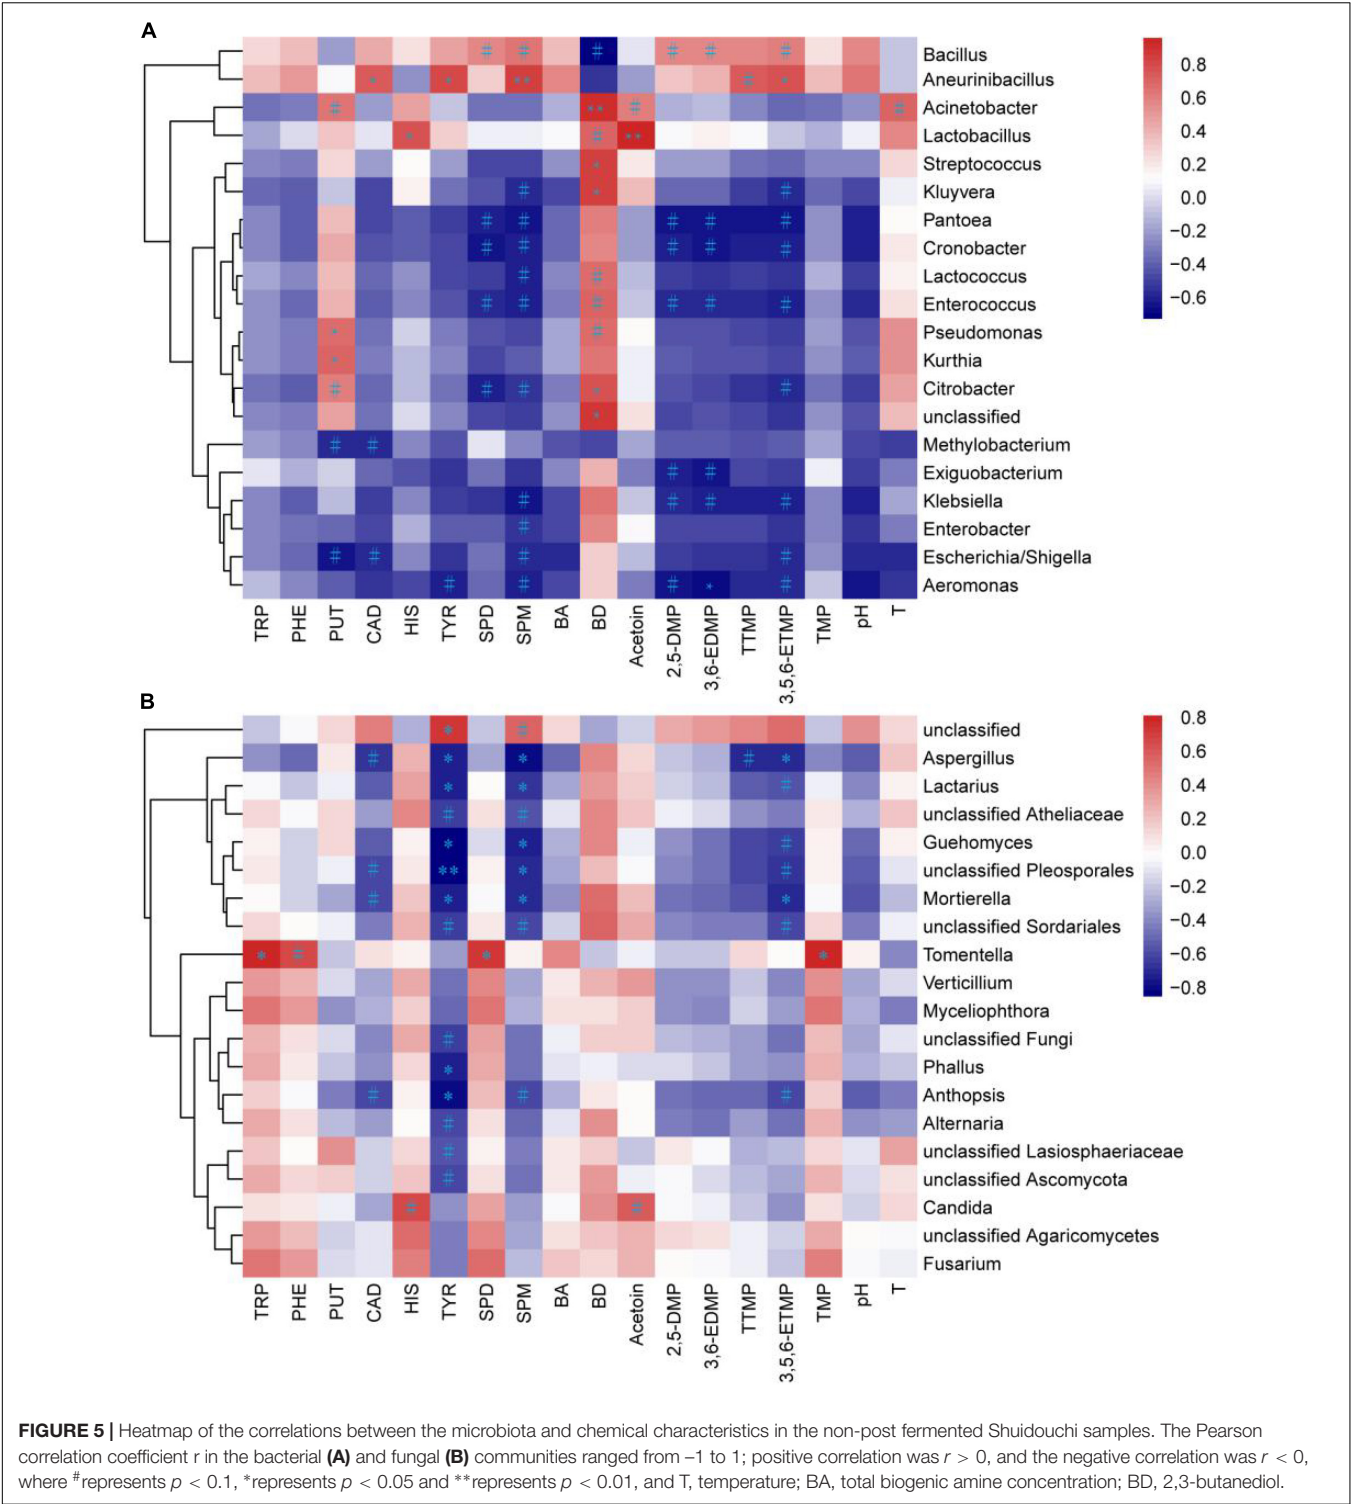 A
Bacillus
Aneurinibacillus
Acinetobacter
Lactobacillus
Streptococcus
Kluyvera
Pantoea
Cronobacter
Lactococcus
Enterococcus
Pseudomonas
Kurthia
Citrobacter
unclassified
Methylobacterium
Exiguobacterium
Klebsiella
Enterobacter
Escherichia/Shigella
Aeromonas
0.8
0.6
0.4
0.2
0.0
−0.2
−0.4
−0.6
TRP PHE PUT CAD HIS TYR SPD SPM BA BD Acetoin 2,5-DMP 3,6-EDMP TTMP 3,5,6-ETMP TMP pH T
B
unclassified
Aspergillus
Lactarius
unclassified Atheliaceae
Guehomyces
unclassified Pleosporales
Mortierella
unclassified Sordariales
Tomentella
Verticillium
Myceliophthora
unclassified Fungi
Phallus
Anthopsis
Alternaria
unclassified Lasiosphaeriaceae
unclassified Ascomycota
Candida
unclassified Agaricomycetes
Fusarium
0.8
0.6
0.4
0.2
0.0
−0.2
−0.4
−0.6
−0.8
TRP PHE PUT CAD HIS TYR SPD SPM BA BD Acetoin 2,5-DMP 3,6-EDMP TTMP 3,5,6-ETMP TMP pH T
FIGURE 5 | Heatmap of the correlations between the microbiota and chemical characteristics in the non-post fermented Shuidouchi samples. The Pearson
correlation coefficient r in the bacterial (A) and fungal (B) communities ranged from −1 to 1; positive correlation was r > 0, and the negative correlation was r < 0,
where #represents p < 0.1, *represents p < 0.05 and **represents p < 0.01, and T, temperature; BA, total biogenic amine concentration; BD, 2,3-butanediol.